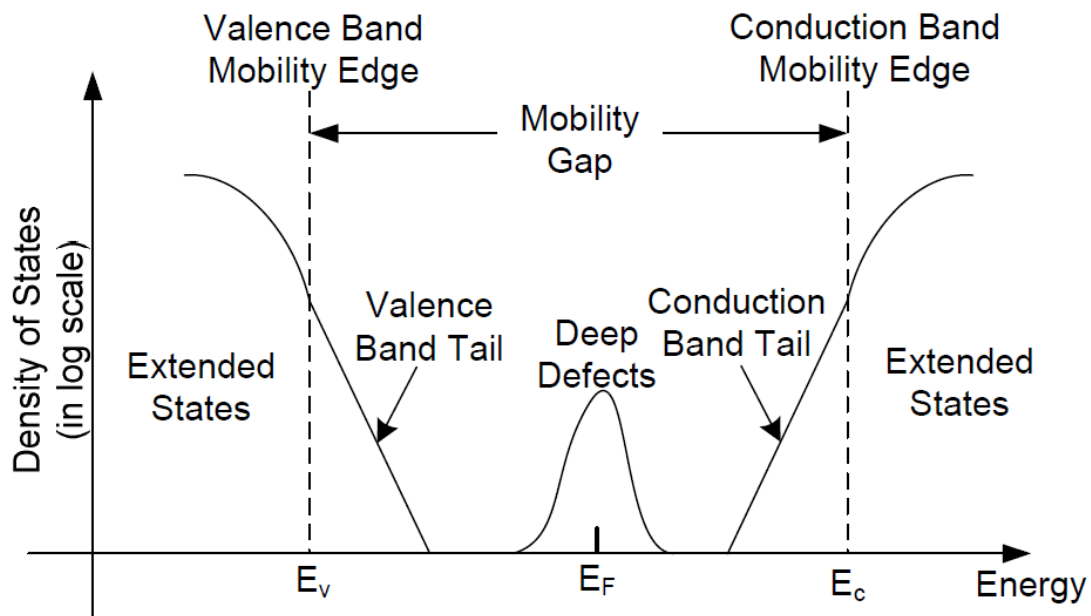 Valence Band
Mobility Edge
Conduction Band
Mobility Edge
Mobility
Gap
Density of States
(in log scale)
Valence
Band Tail
Conduction
Band Tail
Deep
Defects
Extended
States
Extended
States
Ev
EF
Ec
Energy